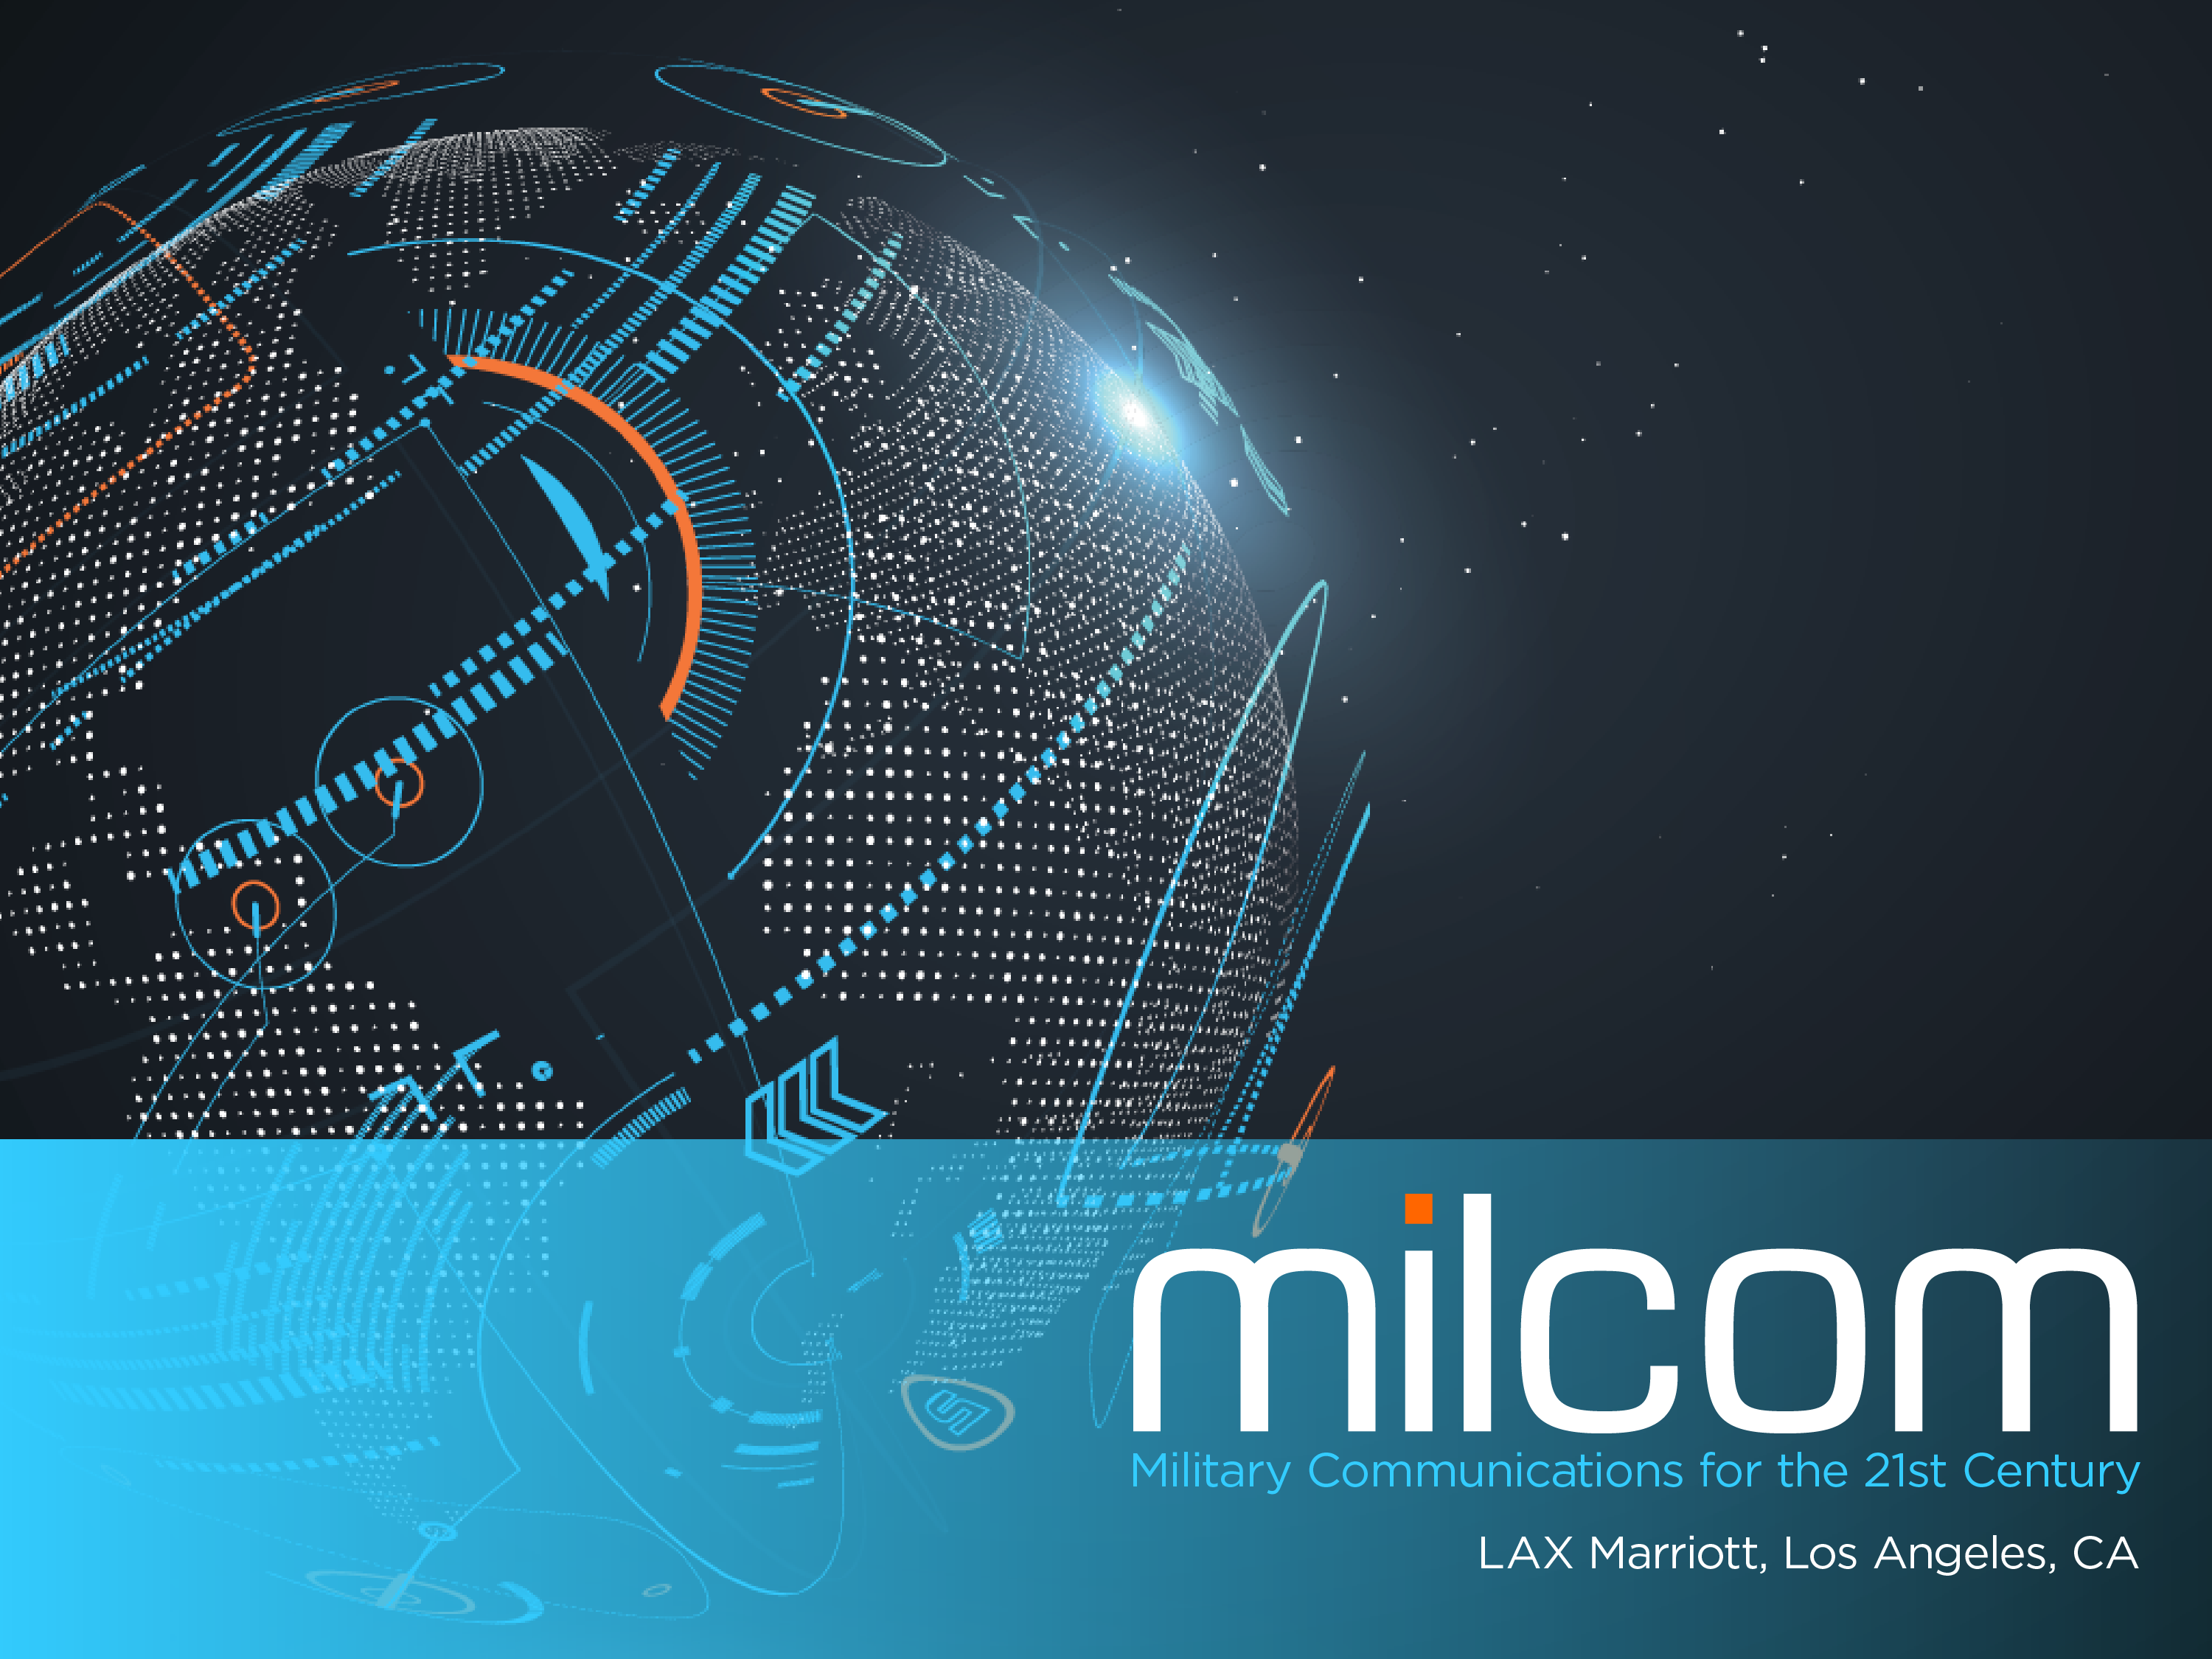 milcom
Military Communications for the 21st Century
LAX Marriott, Los Angeles, CA